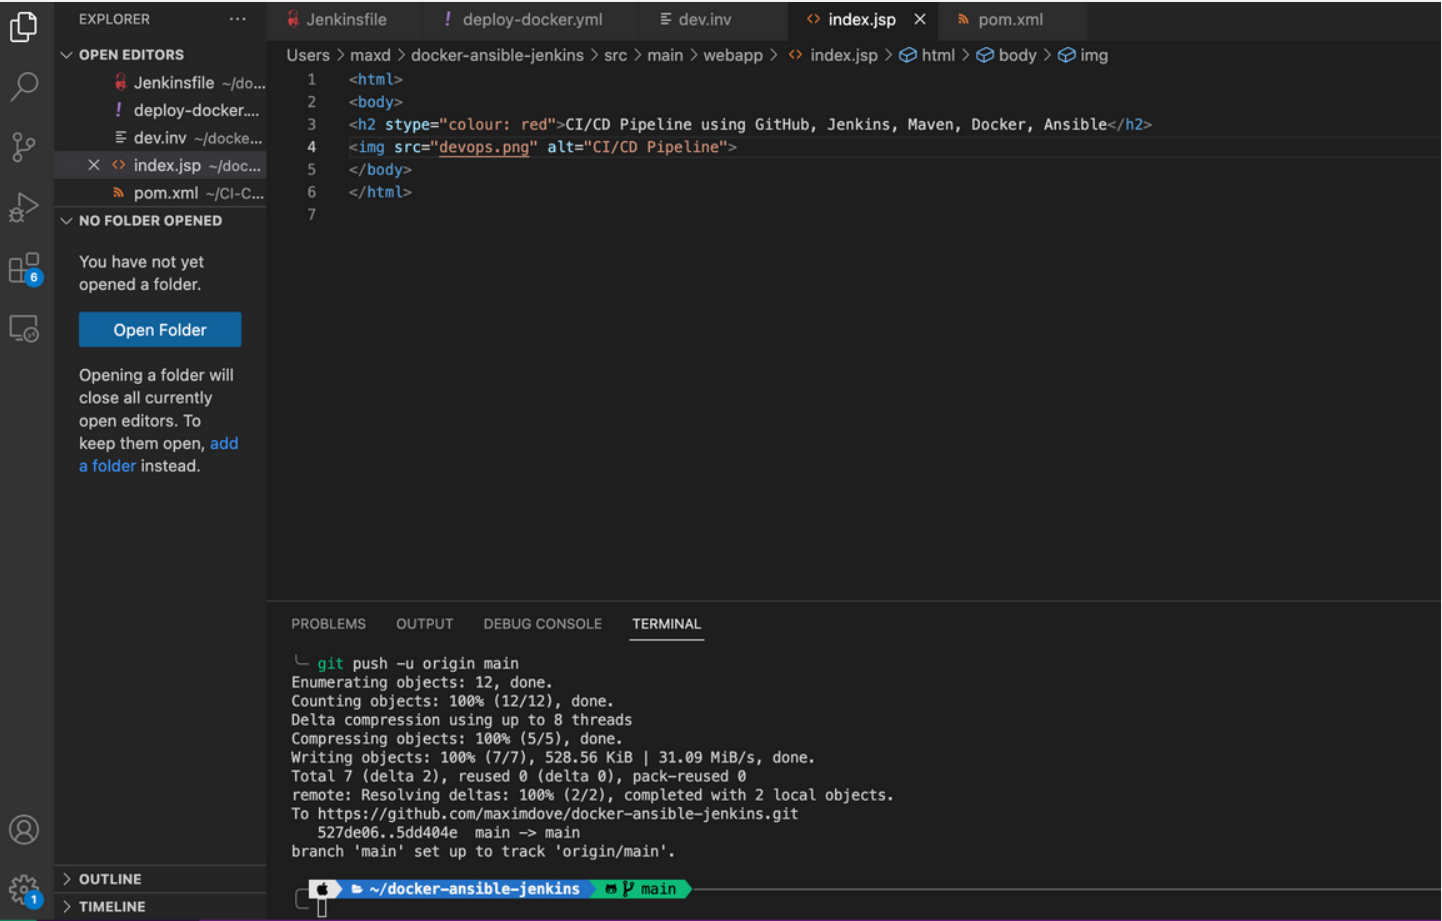 EXPLORER ...
OPEN EDITORS
Jenkinsfile ~/do...
deploy-docker....
dev.inv ~/docke...
index.jsp ~/doc...
pom.xml ~/CI-C...
NO FOLDER OPENED
You have not yet
opened a folder.
Open Folder
Opening a folder will
close all currently
open editors. To
keep them open, add
a folder instead.
OUTLINE
TIMELINE
6
1
Jenkinsfile ! deploy-docker.yml dev.inv <> index.jsp × pom.xml
Users > maxd > docker-ansible-jenkins > src > main > webapp > <> index.jsp > html > body > img
1 <html>
2 <body>
3 <h2 stype="colour: red">CI/CD Pipeline using GitHub, Jenkins, Maven, Docker, Ansible</h2>
4 <img src="devops.png" alt="CI/CD Pipeline">
5 </body>
6 </html>
7
PROBLEMS OUTPUT DEBUG CONSOLE TERMINAL
git push -u origin main
Enumerating objects: 12, done.
Counting objects: 100% (12/12), done.
Delta compression using up to 8 threads
Compressing objects: 100% (5/5), done.
Writing objects: 100% (7/7), 528.56 KiB | 31.09 MiB/s, done.
Total 7 (delta 2), reused 0 (delta 0), pack-reused 0
remote: Resolving deltas: 100% (2/2), completed with 2 local objects.
To https://github.com/maximdove/docker-ansible-jenkins.git
527de06..5dd404e main -> main
branch 'main' set up to track 'origin/main'.
~/docker-ansible-jenkins main